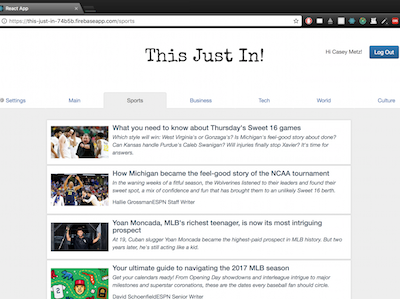 React App
https://this-just-in-74b5b.firebaseapp.com/sports
This Just In!
Hi Casey Metz!
Log Out
Settings
Main
Sports
Business
Tech
World
Culture
What you need to know about Thursday's Sweet 16 games
Which style will win: West Virginia's or Gonzaga's? Is Michigan's feel-good story about done?
Can Kansas handle Purdue's Caleb Swanigan? Will injuries finally stop Xavier? It's time for
answers.
How Michigan became the feel-good story of the NCAA tournament
In the waning weeks of a fitful season, the Wolverines listened to their leaders and found their
sweet spot, a mix of confidence and fun that has brought them to an unlikely Sweet 16 berth.
Hallie GrossmanESPN Staff Writer
Yoan Moncada, MLB's richest teenager, is now its most intriguing
prospect
At 19, Cuban slugger Yoan Moncada became the highest-paid prospect in MLB history. But two
years later, he's still acting like a kid.
Your ultimate guide to navigating the 2017 MLB season
Get your calendars ready! From Opening Day showdowns and interleague intrigue to major
milestones and superstar coronations, these are the dates every baseball fan should circle.
David SchoenfieldESPN Senior Writer